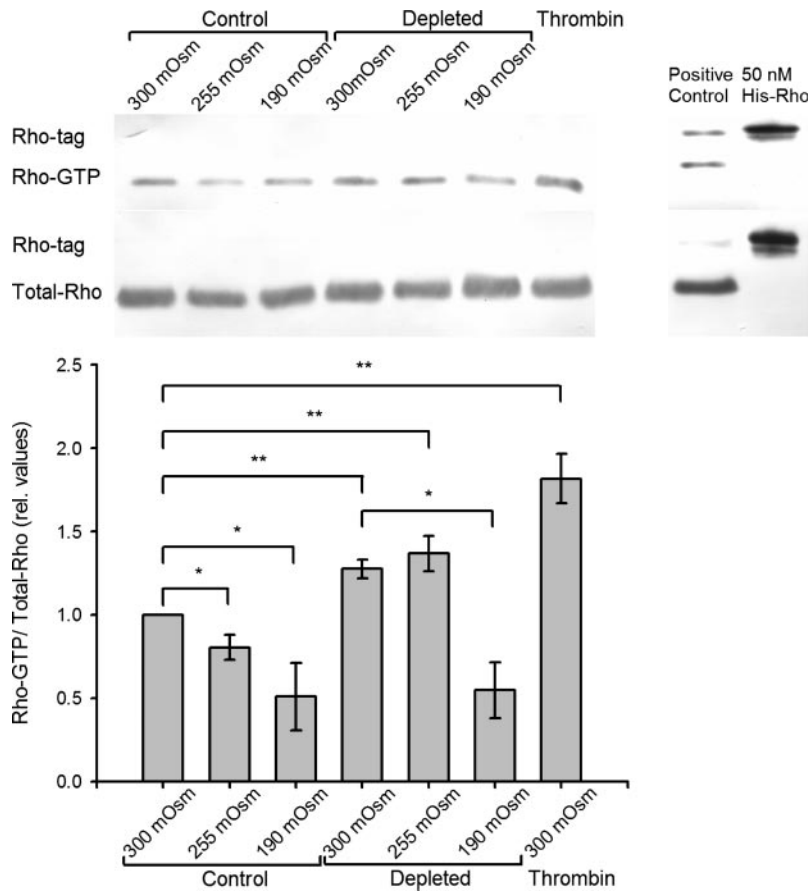 Control Depleted Thrombin
300 mOsm 255 mOsm 190 mOsm 300mOsm 255 mOsm 190 mOsm
Positive Control 50 nM His-Rho
Rho-tag
Rho-GTP
Rho-tag
Total-Rho
Rho-GTP/ Total-Rho (rel. values)
2.5
2.0
1.5
1.0
0.5
0.0
**
**
**
*
*
*
300 mOsm 255 mOsm 190 mOsm 300 mOsm 255 mOsm 190 mOsm 300 mOsm
Control Depleted Thrombin